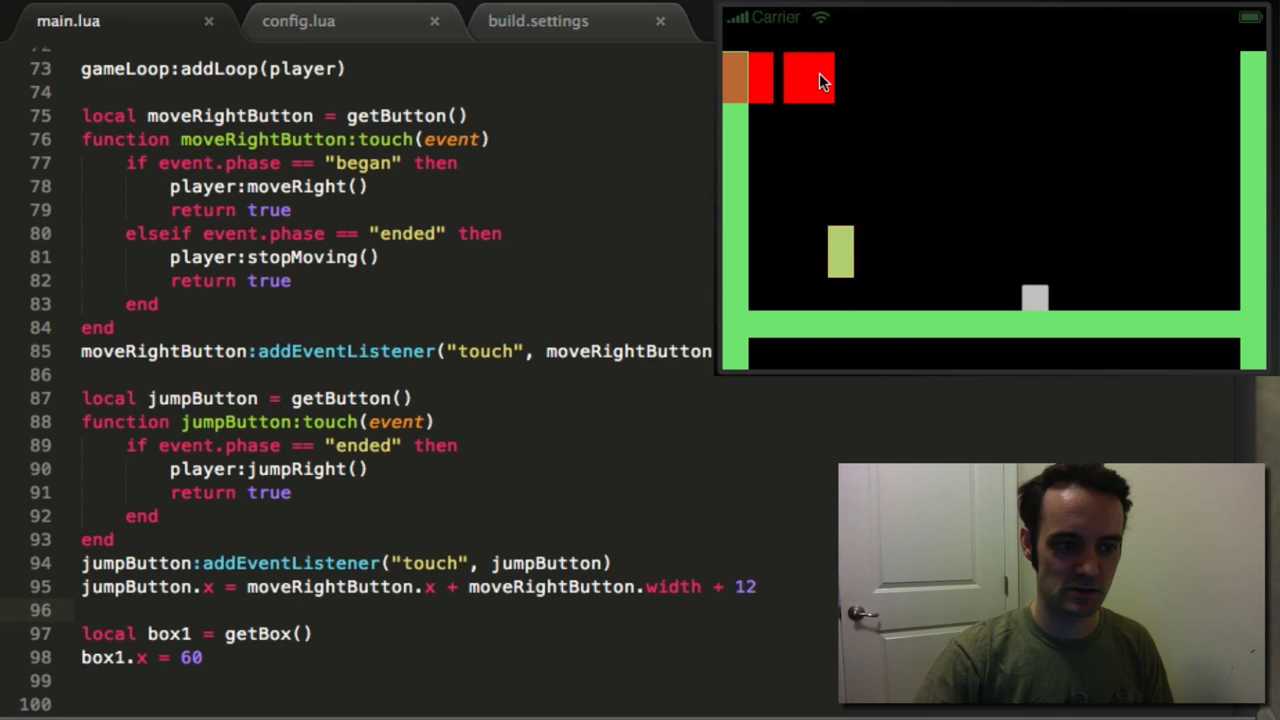 main.lua × config.lua × build.settings ×
Carrier
73 gameLoop:addLoop(player)
74
75 local moveRightButton = getButton()
76 function moveRightButton:touch(event)
77 if event.phase == "began" then
78 player:moveRight()
79 return true
80 elseif event.phase == "ended" then
81 player:stopMoving()
82 return true
83 end
84 end
85 moveRightButton:addEventListener("touch", moveRightButton
86
87 local jumpButton = getButton()
88 function jumpButton:touch(event)
89 if event.phase == "ended" then
90 player:jumpRight()
91 return true
92 end
93 end
94 jumpButton:addEventListener("touch", jumpButton)
95 jumpButton.x = moveRightButton.x + moveRightButton.width + 12
96
97 local box1 = getBox()
98 box1.x = 60
99
100